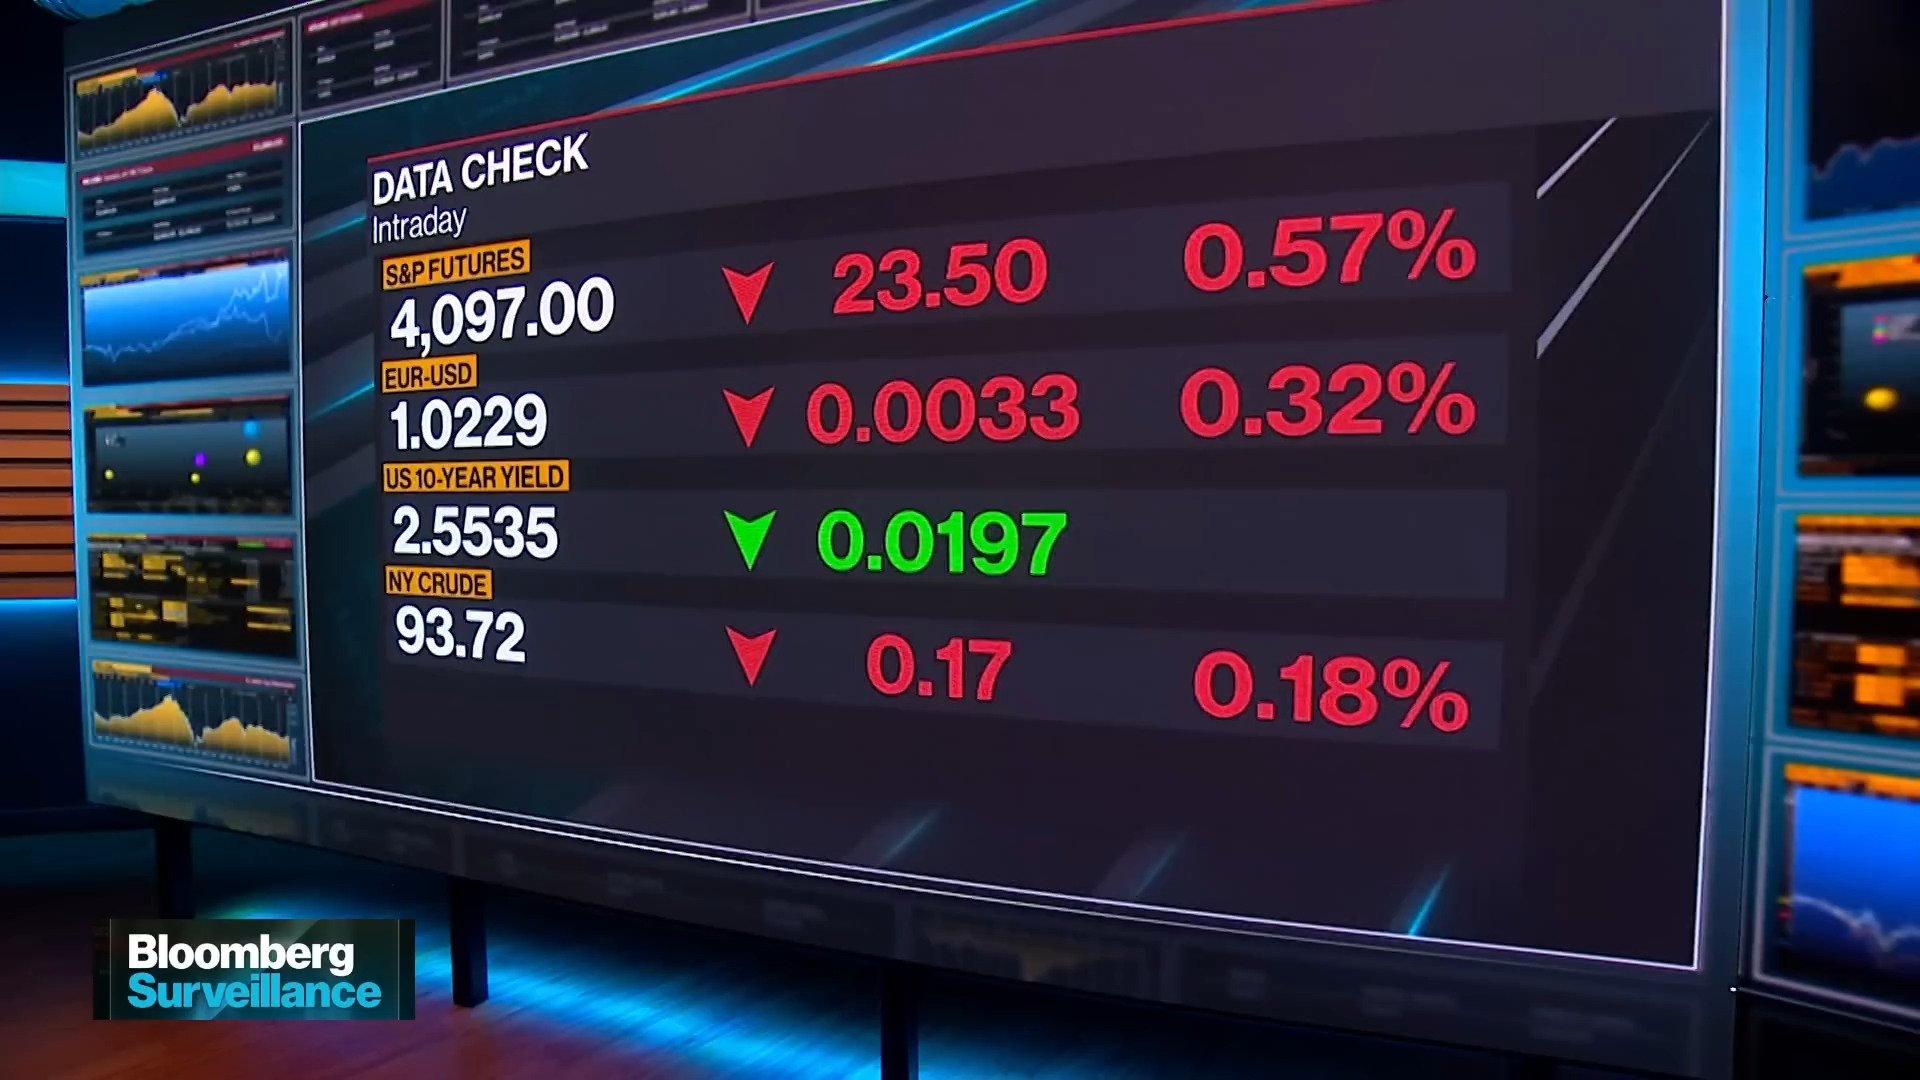 DATA CHECK
Intraday
S&P FUTURES
4,097.00 23.50 0.57%
EUR-USD
1.0229 0.0033 0.32%
US 10-YEAR YIELD
2.5535 0.0197
NY CRUDE
93.72 0.17 0.18%
Bloomberg
Surveillance